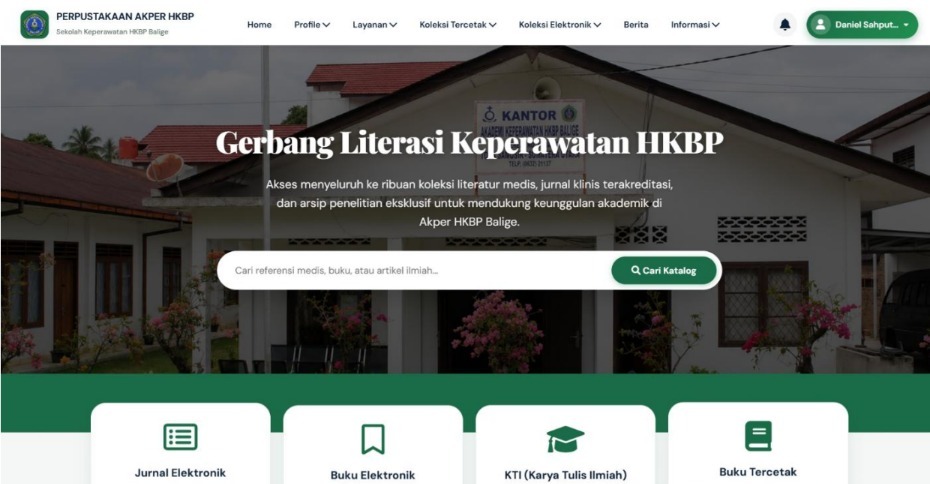 PERPUSTAKAAN AKPER HKBP
Sekolah Keperawatan HKBP Balige
Home
Profile
Layanan
Koleksi Tercetak
Koleksi Elektronik
Berita
Informasi
Daniel Sahput...
KANTOR
AKADEMI KEPERAWATAN HKBP BALIGE
Gerbang Literasi Keperawatan HKBP
Akses menyeluruh ke ribuan koleksi literatur medis, jurnal klinis terakreditasi,
dan arsip penelitian eksklusif untuk mendukung keunggulan akademik di
Akper HKBP Balige.
Cari referensi medis, buku, atau artikel ilmiah...
Cari Katalog
Jurnal Elektronik
Buku Elektronik
KTI (Karya Tulis Ilmiah)
Buku Tercetak